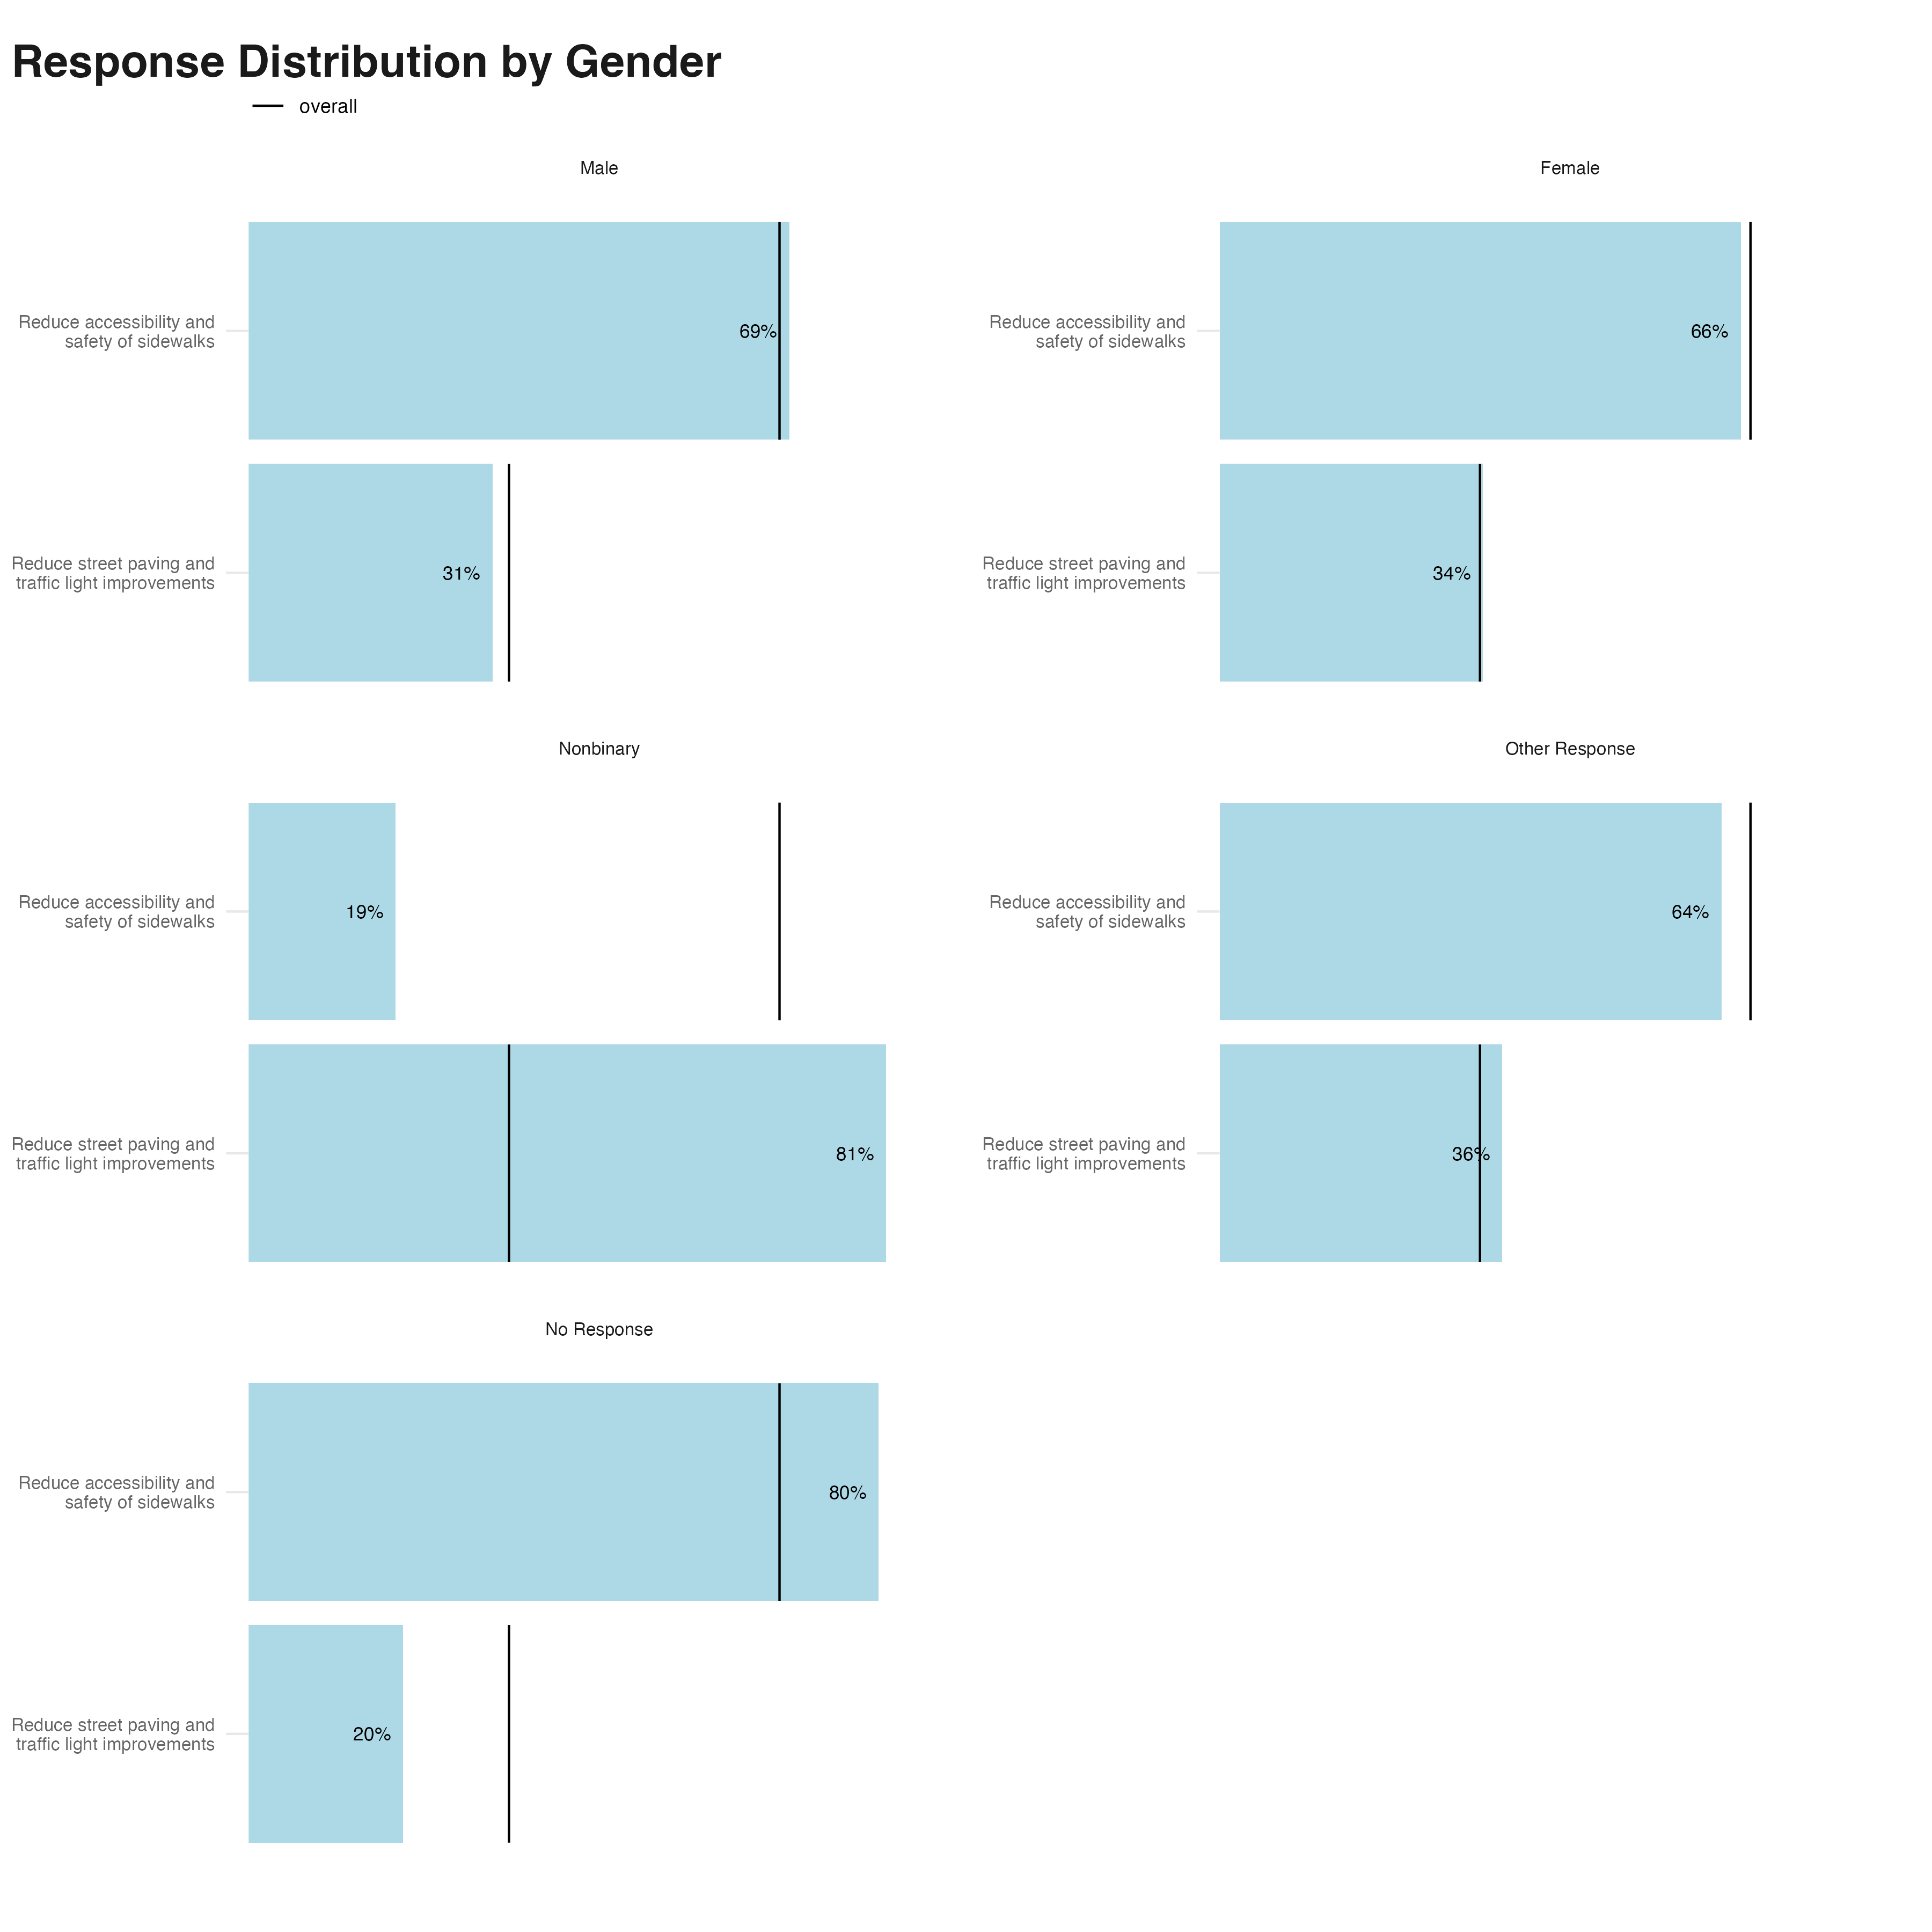 Response Distribution by Gender
overall
Male
Reduce accessibility and
safety of sidewalks
69%
Reduce street paving and
traffic light improvements
31%
Female
Reduce accessibility and
safety of sidewalks
66%
Reduce street paving and
traffic light improvements
34%
Nonbinary
Reduce accessibility and
safety of sidewalks
19%
Reduce street paving and
traffic light improvements
81%
Other Response
Reduce accessibility and
safety of sidewalks
64%
Reduce street paving and
traffic light improvements
36%
No Response
Reduce accessibility and
safety of sidewalks
80%
Reduce street paving and
traffic light improvements
20%